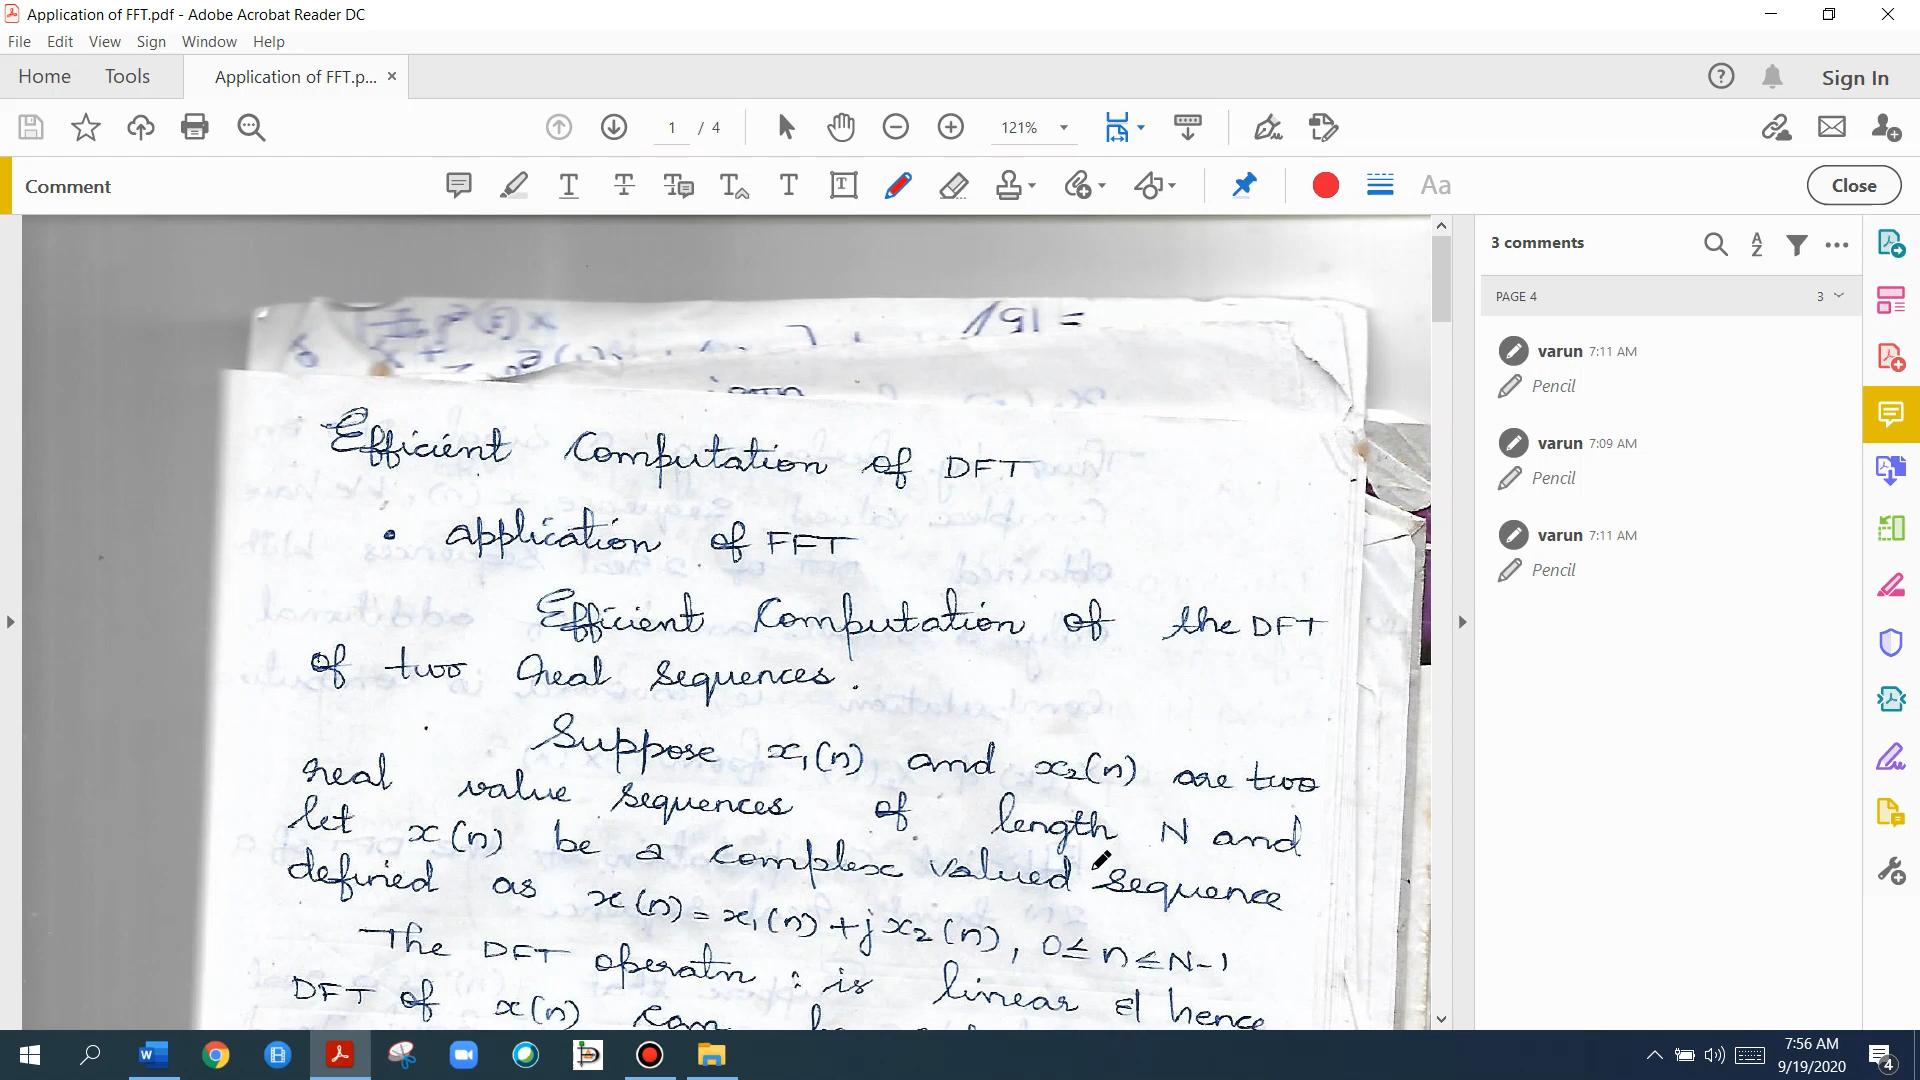 Application of FFT.pdf - Adobe Acrobat Reader DC
File Edit View Sign Window Help
Home Tools Application of FFT.p... × Sign In
1 / 4 121%
Comment Aa Close
3 comments
PAGE 4 3
varun 7:11 AM
Pencil
varun 7:09 AM
Pencil
varun 7:11 AM
Pencil
Efficient Computation of DFT
• application of FFT
Efficient Computation of the DFT
of two real sequences.
Suppose x₁(n) and x₂(n) are two
real value sequences of length N and
let x(n) be a complex valued sequence
defined as x(n) = x₁(n) + j x₂(n), 0 ≤ n ≤ N-1
The DFT operatn : is linear & hence
DFT of x(n) can
7:56 AM
9/19/2020
4